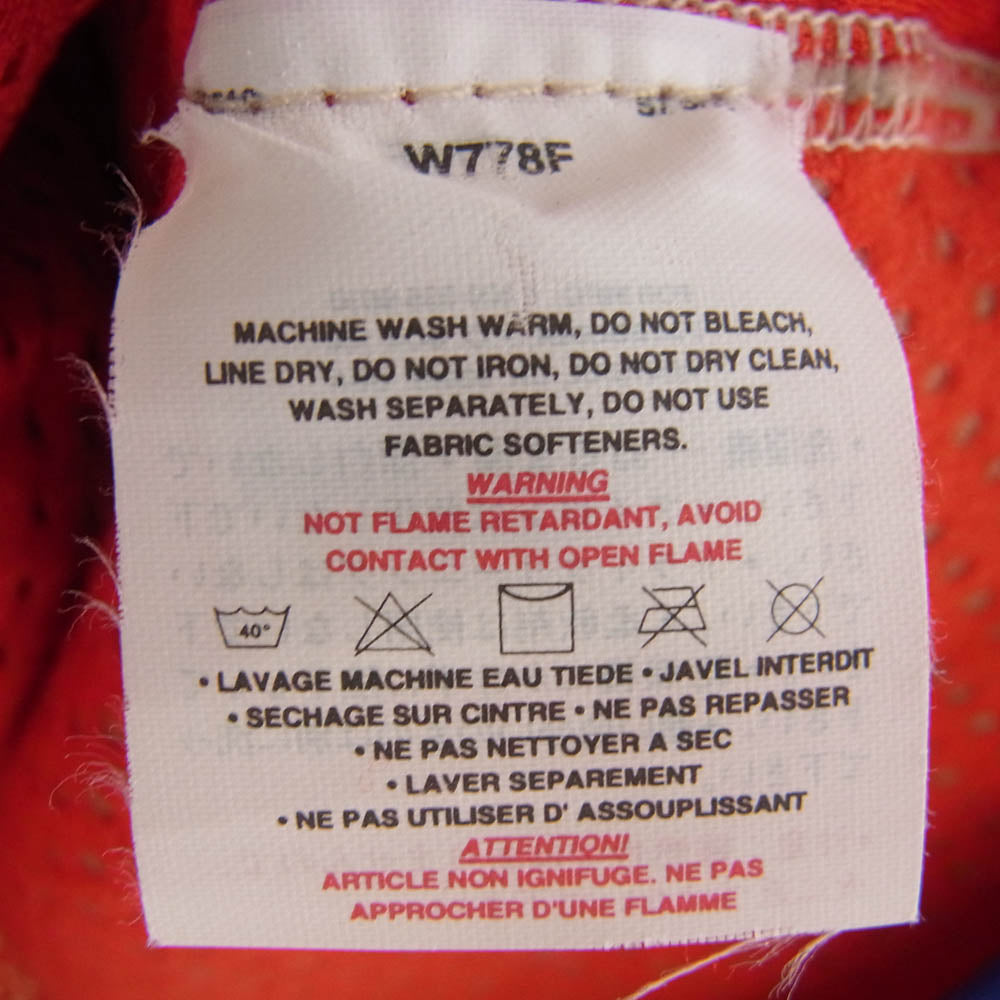 W778F
MACHINE WASH WARM, DO NOT BLEACH,
LINE DRY, DO NOT IRON, DO NOT DRY CLEAN,
WASH SEPARATELY, DO NOT USE
FABRIC SOFTENERS.
WARNING
NOT FLAME RETARDANT, AVOID
CONTACT WITH OPEN FLAME
40°
• LAVAGE MACHINE EAU TIEDE • JAVEL INTERDIT
• SECHAGE SUR CINTRE • NE PAS REPASSER
• NE PAS NETTOYER A SEC
• LAVER SEPAREMENT
• NE PAS UTILISER D' ASSOUPLISSANT
ATTENTION!
ARTICLE NON IGNIFUGE. NE PAS
APPROCHER D'UNE FLAMME